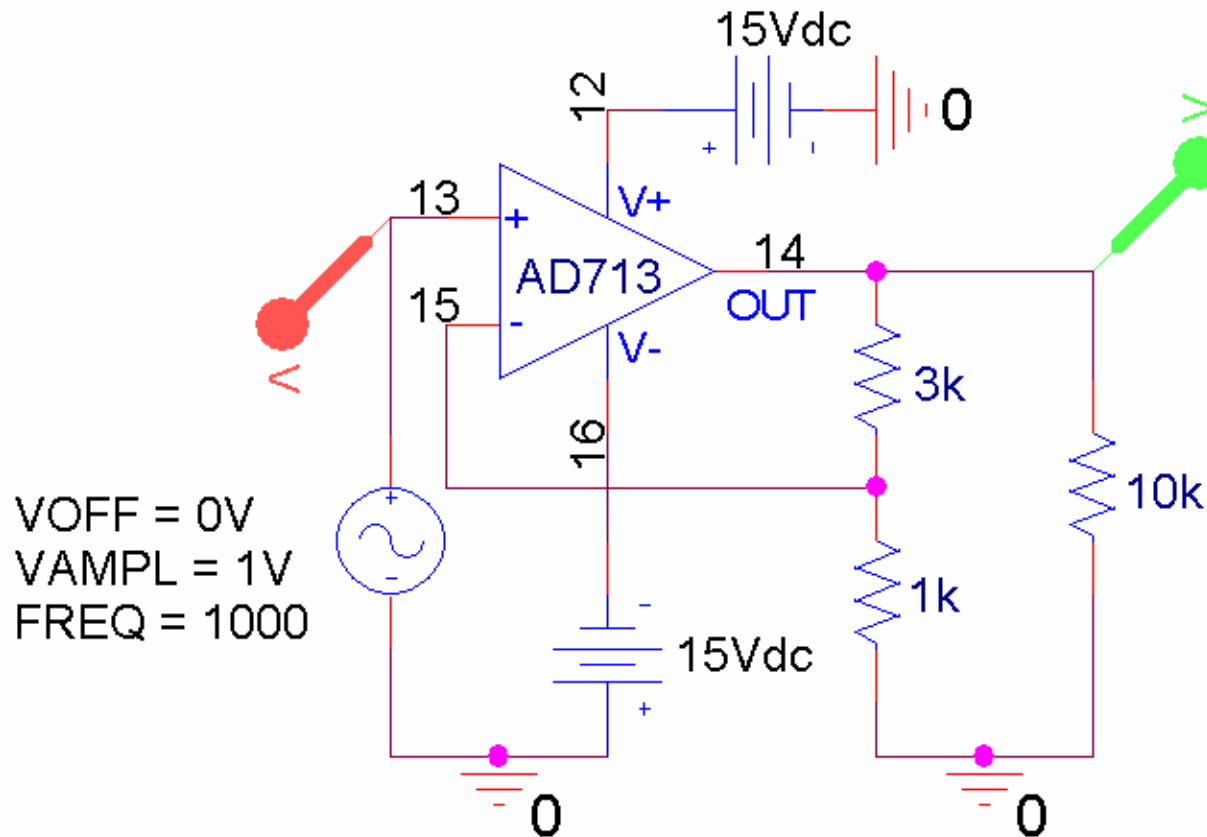 15Vdc
12
0
V+
13
+
AD713
14
OUT
15
-
V-
16
3k
10k
1k
VOFF = 0V
VAMPL = 1V
FREQ = 1000
15Vdc
0
0
V
V
+
-
+
-
-
+